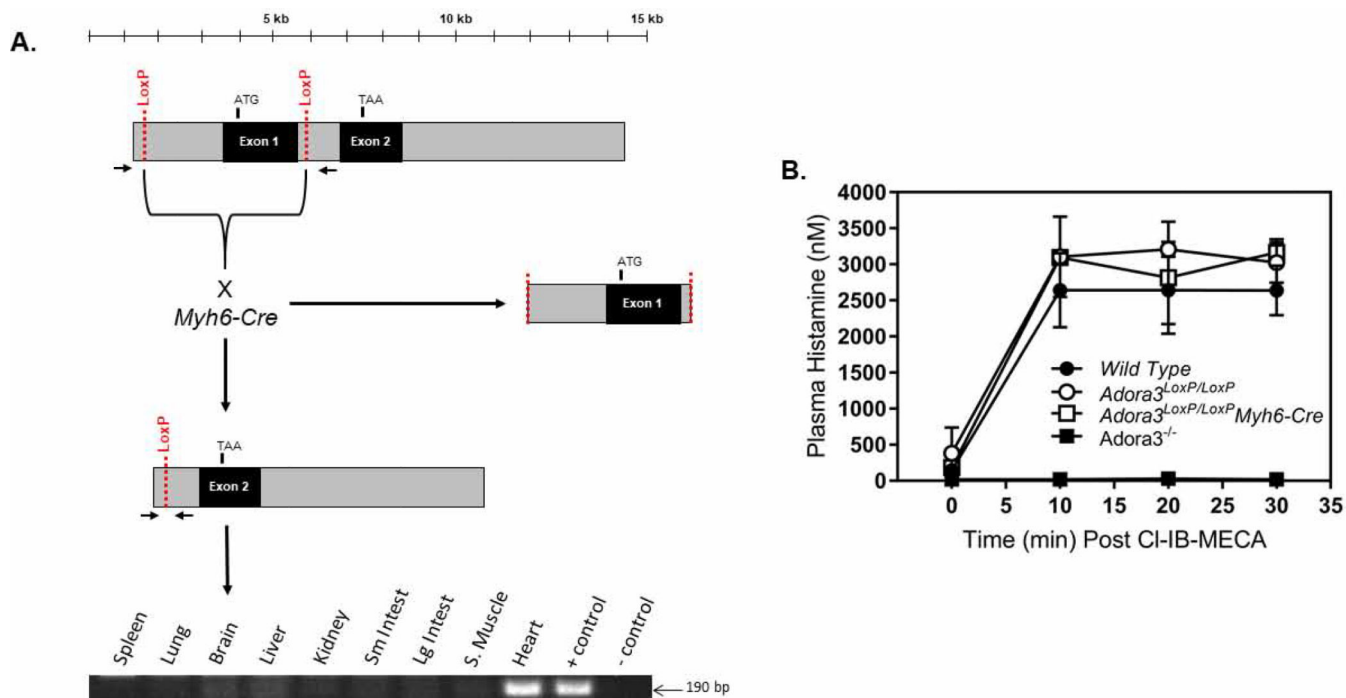 A.
5 kb 10 kb 15 kb
LoxP LoxP
ATG TAA
Exon 1 Exon 2
X
Myh6-Cre
ATG
Exon 1
LoxP
TAA
Exon 2
Spleen Lung Brain Liver Kidney Sm Intest Lg Intest S. Muscle Heart + control - control
190 bp
B.
Plasma Histamine (nM)
4000
3500
3000
2500
2000
1500
1000
500
0
Wild Type
Adora3LoxP/LoxP
Adora3LoxP/LoxPMyh6-Cre
Adora3-/-
0 5 10 15 20 25 30 35
Time (min) Post Cl-IB-MECA